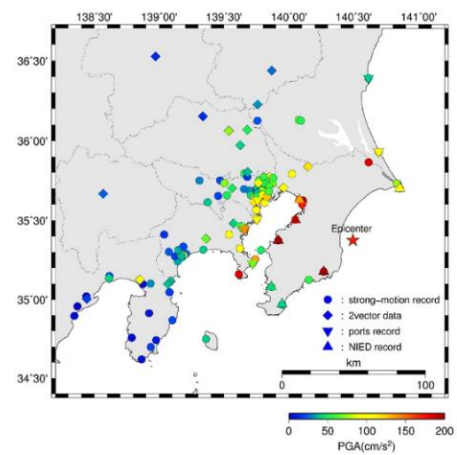 138°30' 139°00' 139°30' 140°00' 140°30' 141°00'
36°30'
36°00'
35°30'
35°00'
34°30'
Epicenter
: strong-motion record
: 2vector data
: ports record
: NIED record
km
0 100
0 50 100 150 200
PGA(cm/s²)